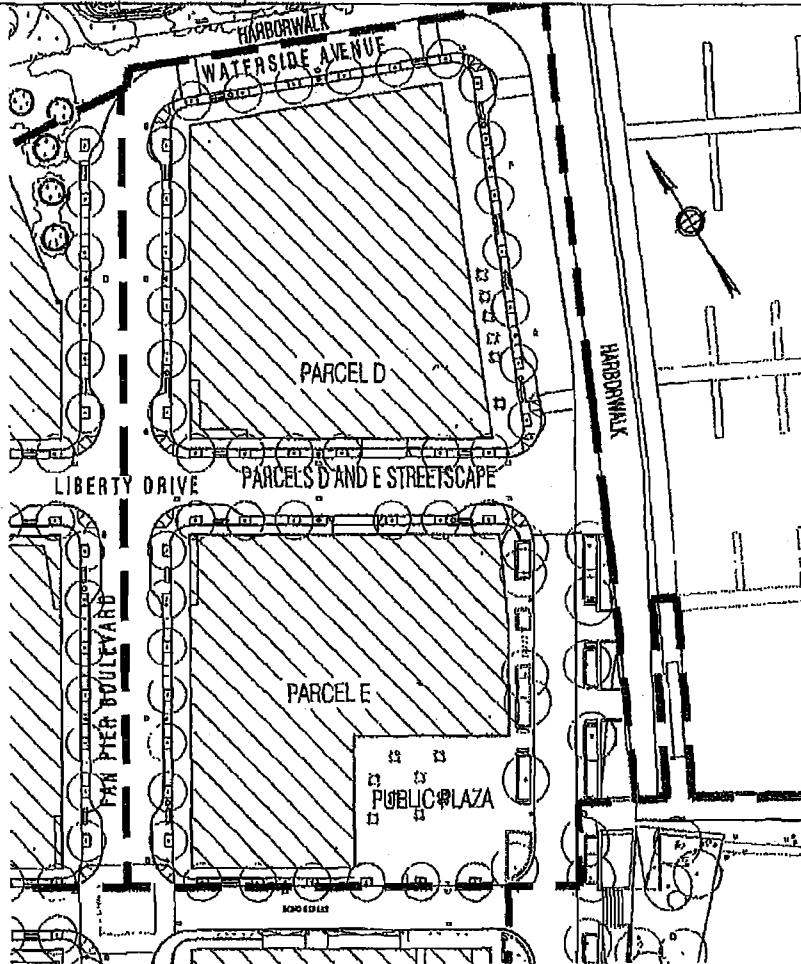 HARBORWALK
WATERSIDE AVENUE
PARCEL D
HARBORWALK
LIBERTY DRIVE
PARCELS D AND E STREETSCAPE
FAN PIER BOULEVARD
PARCEL E
PUBLIC PLAZA